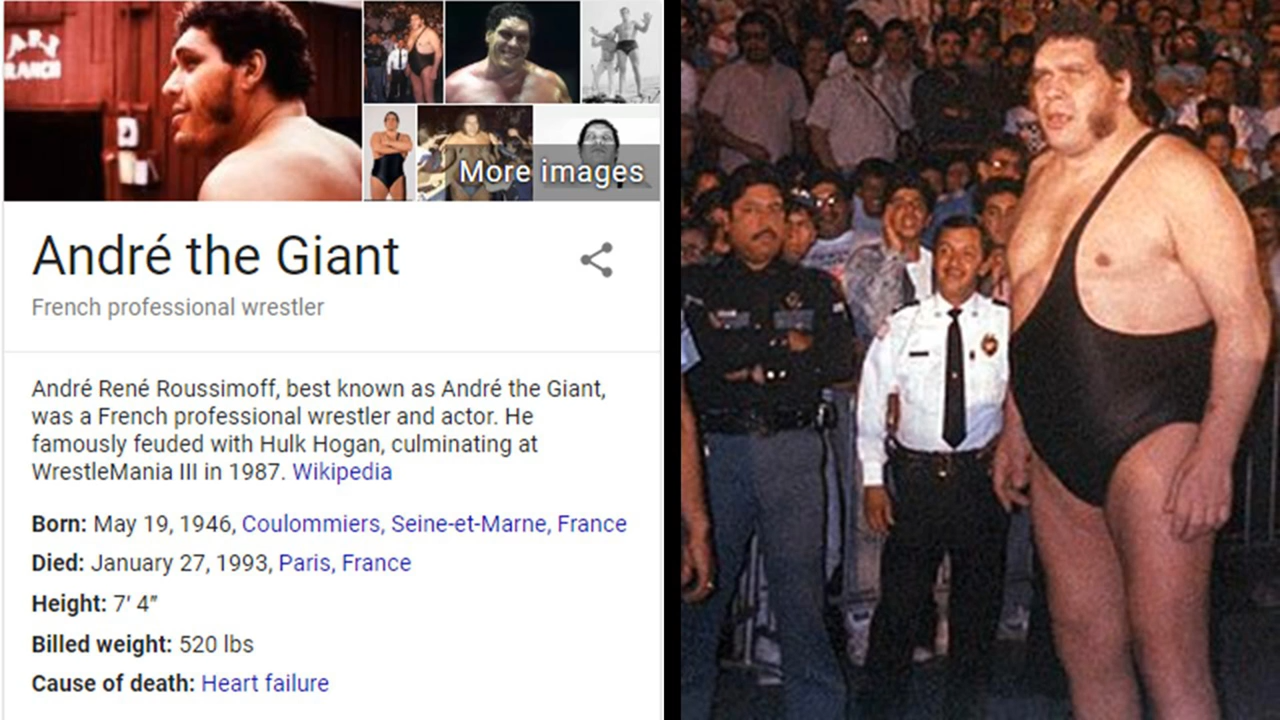 More images
André the Giant
French professional wrestler
André René Roussimoff, best known as André the Giant,
was a French professional wrestler and actor. He
famously feuded with Hulk Hogan, culminating at
WrestleMania III in 1987. Wikipedia
Born: May 19, 1946, Coulommiers, Seine-et-Marne, France
Died: January 27, 1993, Paris, France
Height: 7′ 4″
Billed weight: 520 lbs
Cause of death: Heart failure